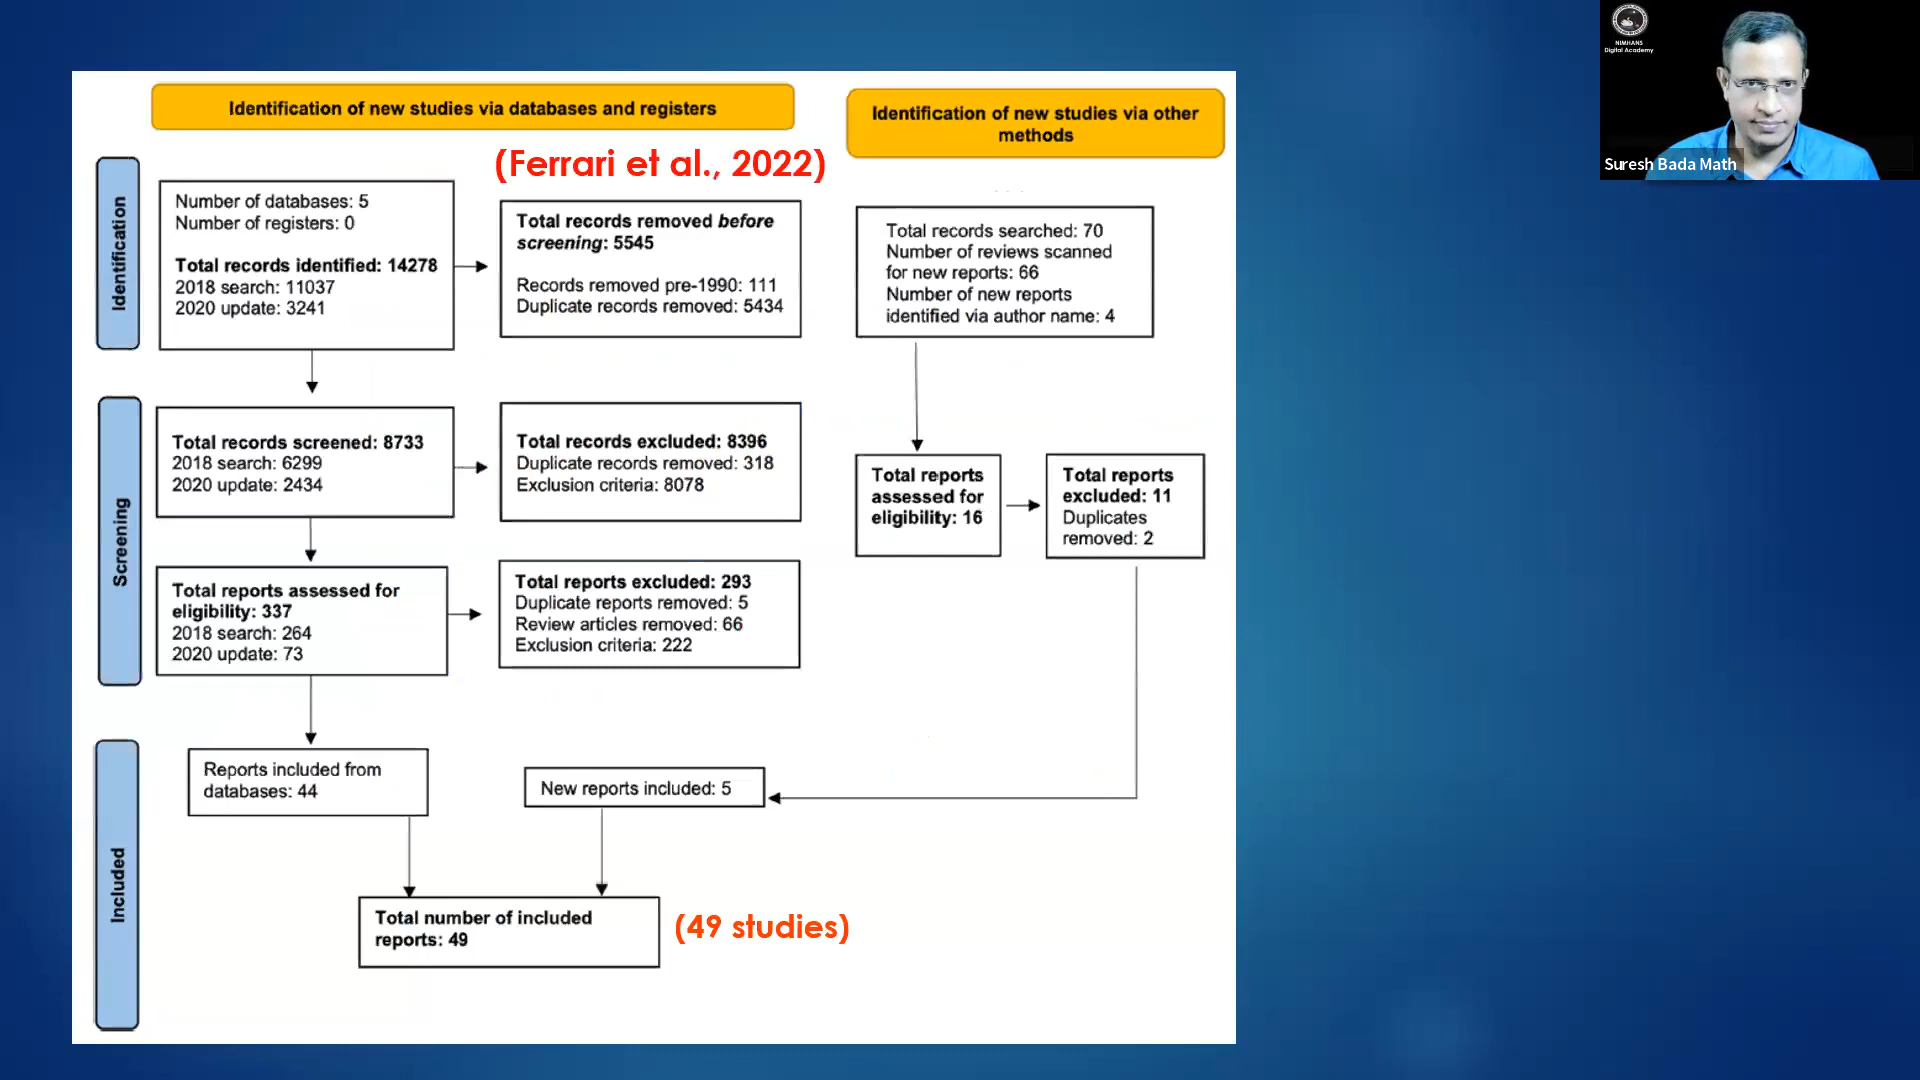 Identification of new studies via databases and registers
Identification of new studies via other
methods
(Ferrari et al., 2022)
Identification
Number of databases: 5
Number of registers: 0
Total records identified: 14278
2018 search: 11037
2020 update: 3241
Total records removed before
screening: 5545
Records removed pre-1990: 111
Duplicate records removed: 5434
Total records searched: 70
Number of reviews scanned
for new reports: 66
Number of new reports
identified via author name: 4
Screening
Total records screened: 8733
2018 search: 6299
2020 update: 2434
Total records excluded: 8396
Duplicate records removed: 318
Exclusion criteria: 8078
Total reports
assessed for
eligibility: 16
Total reports
excluded: 11
Duplicates
removed: 2
Total reports assessed for
eligibility: 337
2018 search: 264
2020 update: 73
Total reports excluded: 293
Duplicate reports removed: 5
Review articles removed: 66
Exclusion criteria: 222
Included
Reports included from
databases: 44
New reports included: 5
Total number of included
reports: 49
(49 studies)
NIMHANS
Digital Academy
Suresh Bada Math